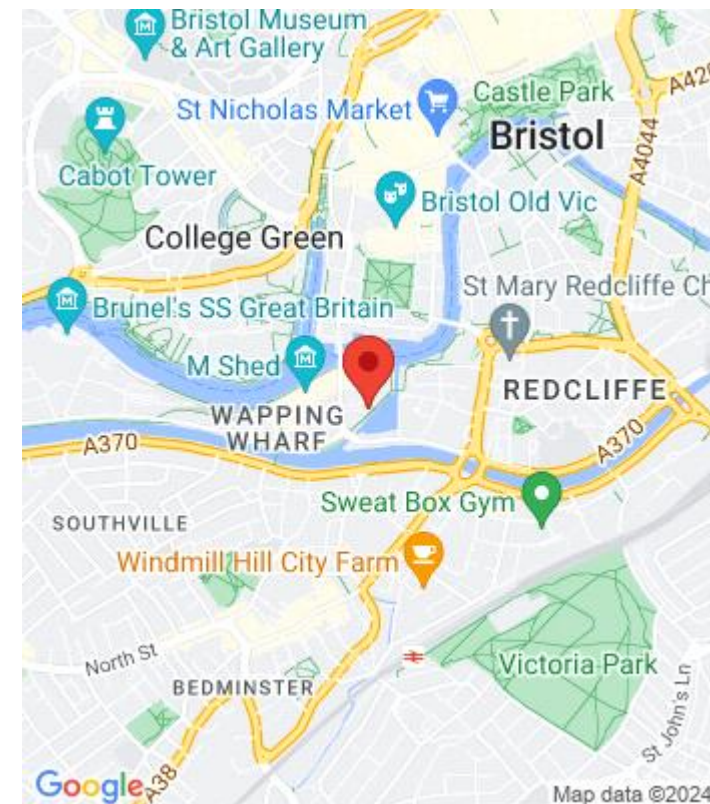 Bristol Museum
& Art Gallery
A420
St Nicholas Market
Castle Park
Bristol
A4044
Cabot Tower
Bristol Old Vic
College Green
St Mary Redcliffe Ch
Brunel's SS Great Britain
M Shed
REDCLIFFE
WAPPING
WHARF
A370
A370
Sweat Box Gym
SOUTHVILLE
Windmill Hill City Farm
North St
Victoria Park
BEDMINSTER
St John's Ln
Google
A38
Map data ©2024